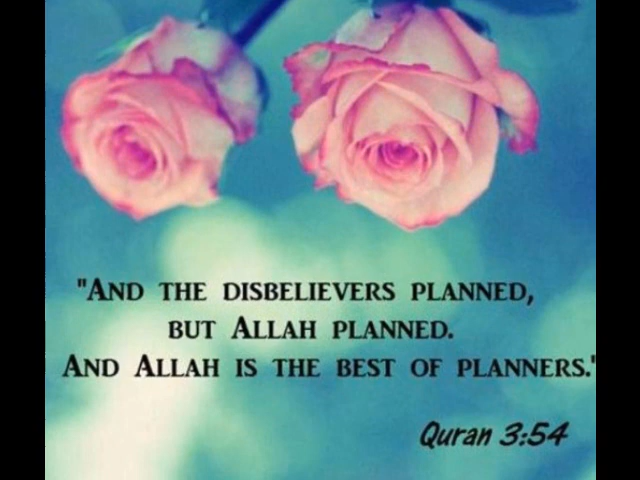 "And the disbelievers planned,
but Allah planned.
And Allah is the best of planners."
Quran 3:54